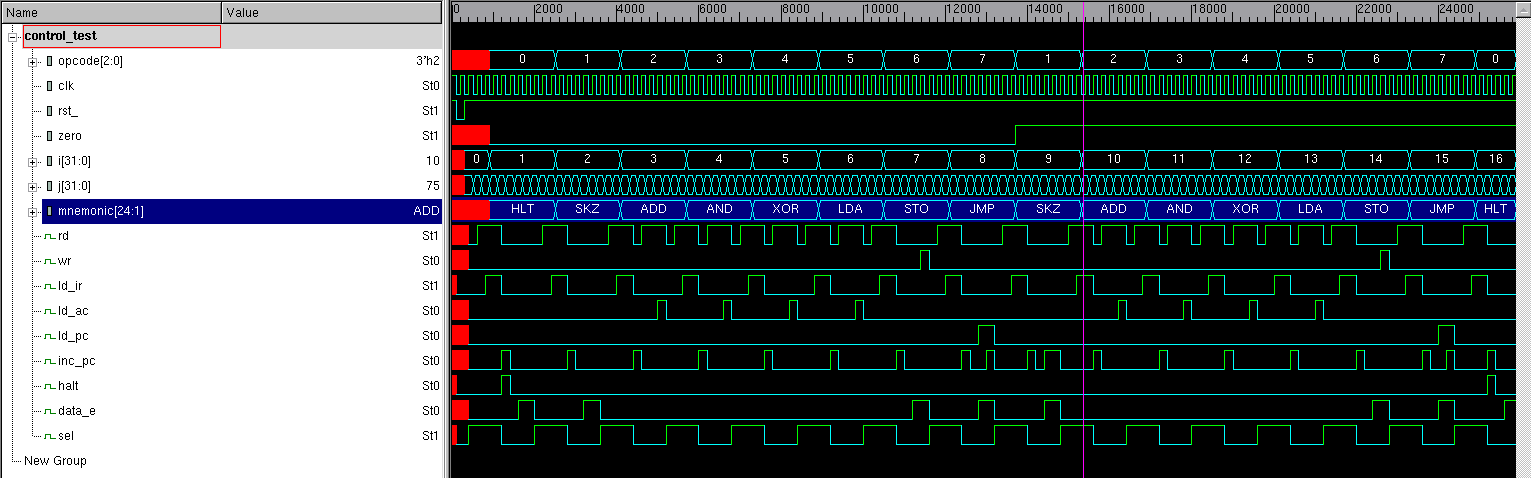 Name Value 0 2000 4000 6000 8000 10000 12000 14000 16000 18000 20000 22000 24000
control_test
opcode[2:0] 3'h2 0 1 2 3 4 5 6 7 1 2 3 4 5 6 7 0
clk St0
rst_ St1
zero St1
i[31:0] 10 0 1 2 3 4 5 6 7 8 9 10 11 12 13 14 15 16
j[31:0] 75
mnemonic[24:1] ADD HLT SKZ ADD AND XOR LDA STO JMP SKZ ADD AND XOR LDA STO JMP HLT
rd St1
wr St0
ld_ir St1
ld_ac St0
ld_pc St0
inc_pc St0
halt St0
data_e St0
sel St1
New Group